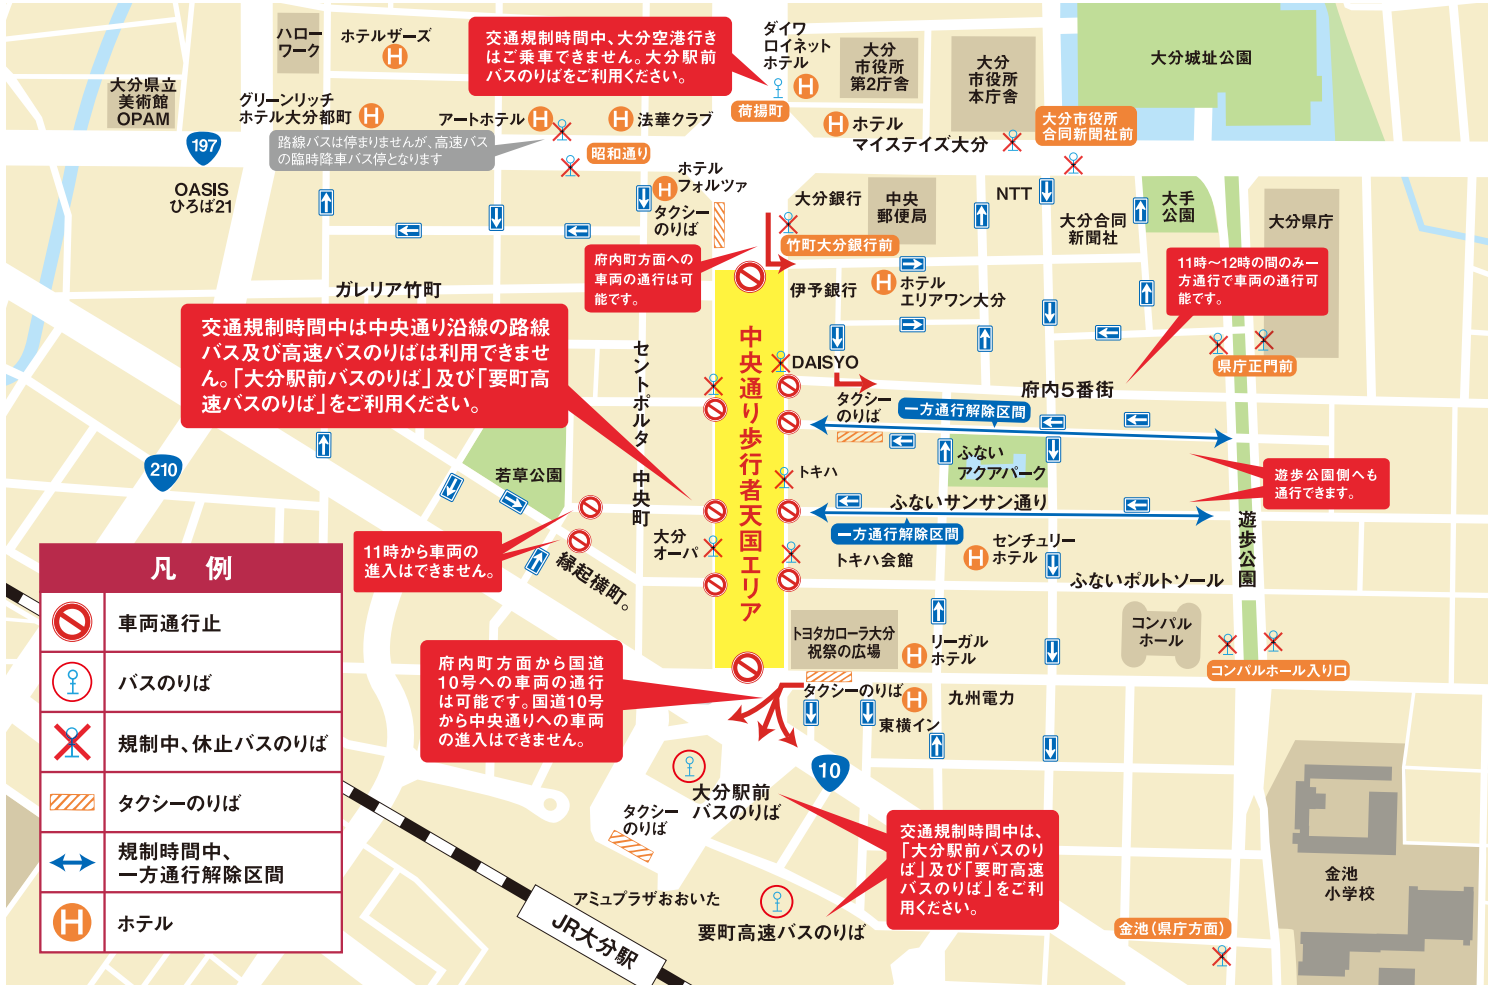 ハロー
ワーク
ホテルザーズ
H
交通規制時間中、大分空港行き
はご乗車できません。大分駅前
バスのりばをご利用ください。
ダイワ
ロイネット
ホテル
H
荷揚町
大分
市役所
第2庁舎
大分
市役所
本庁舎
大分城址公園
大分県立
美術館
OPAM
グリーンリッチ
ホテル大分都町
H
アートホテル
H
H
法華クラブ
H
ホテル
マイステイズ大分
大分市役所
合同新聞社前
197
路線バスは停まりませんが、高速バス
の臨時降車バス停となります
昭和通り
OASIS
ひろば21
ホテル
フォルツァ
H
タクシー
のりば
大分銀行
竹町大分銀行前
中央
郵便局
NTT
大分合同
新聞社
大手
公園
大分県庁
府内町方面への
車両の通行は可
能です。
伊予銀行
H
ホテル
エリアワン大分
11時〜12時の間のみ一
方通行で車両の通行可
能です。
ガレリア竹町
交通規制時間中は中央通り沿線の路線
バス及び高速バスのりばは利用できませ
ん。「大分駅前バスのりば」及び「要町高
速バスのりば」をご利用ください。
セントポルタ中央町
中央通り歩行者天国エリア
DAISYO
県庁正門前
府内5番街
タクシー
のりば
一方通行解除区間
210
若草公園
トキハ
ふない
アクアパーク
遊歩公園側へも
通行できます。
ふないサンサン通り
一方通行解除区間
遊歩公園
11時から車両の
進入はできません。
縁起横町。
大分
オーパ
トキハ会館
H
センチュリー
ホテル
ふないポルトソール
凡例
車両通行止
バスのりば
規制中、休止バスのりば
タクシーのりば
規制時間中、
一方通行解除区間
H
ホテル
トヨタカローラ大分
祝祭の広場
H
リーガル
ホテル
コンパル
ホール
コンパルホール入り口
府内町方面から国道
10号への車両の通行
は可能です。国道10号
から中央通りへの車両
の進入はできません。
タクシーのりば
H
東横イン
九州電力
10
大分駅前
バスのりば
タクシー
のりば
交通規制時間中は、
「大分駅前バスのり
ば」及び「要町高速
バスのりば」をご利
用ください。
アミュプラザおおいた
要町高速バスのりば
JR大分駅
金池
小学校
金池(県庁方面)